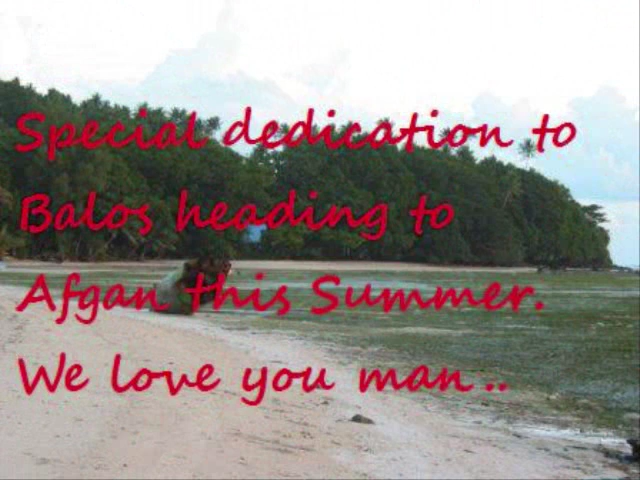 Special dedication to
Balos heading to
Afgan this Summer.
We love you man..